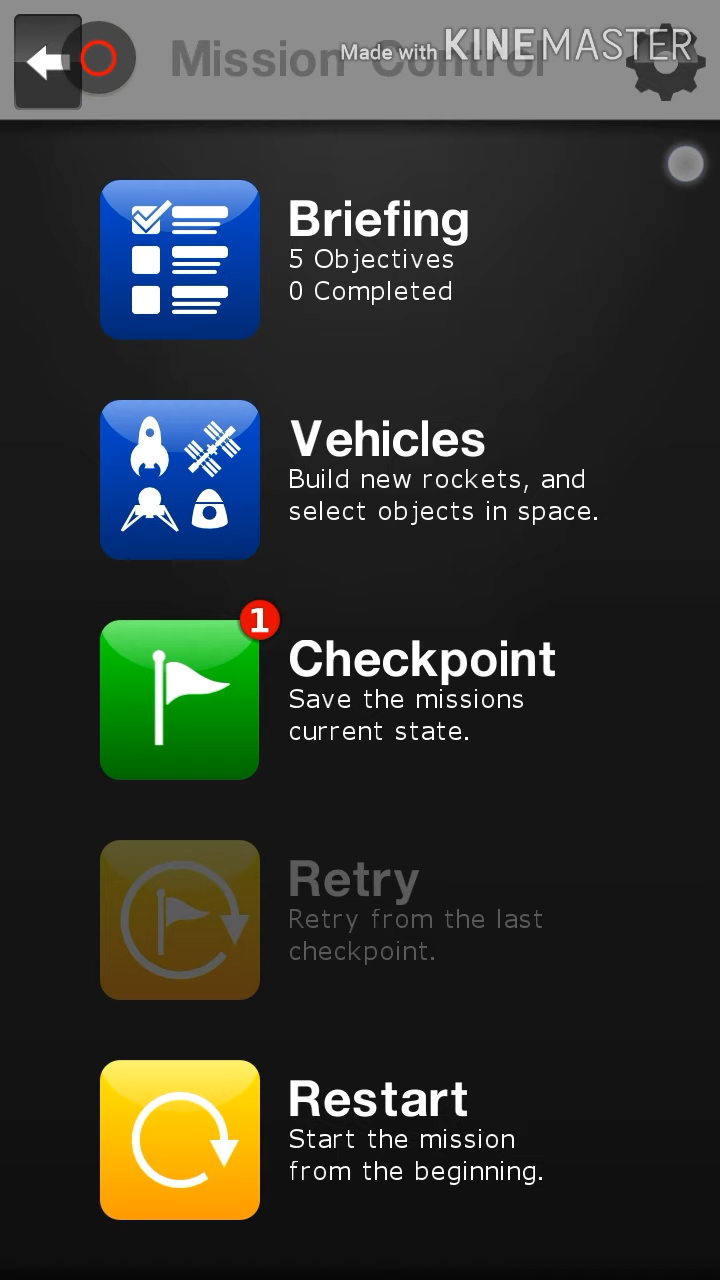 Mission Control
Made with KINEMASTER
Briefing
5 Objectives
0 Completed
Vehicles
Build new rockets, and
select objects in space.
1
Checkpoint
Save the missions
current state.
Retry
Retry from the last
checkpoint.
Restart
Start the mission
from the beginning.